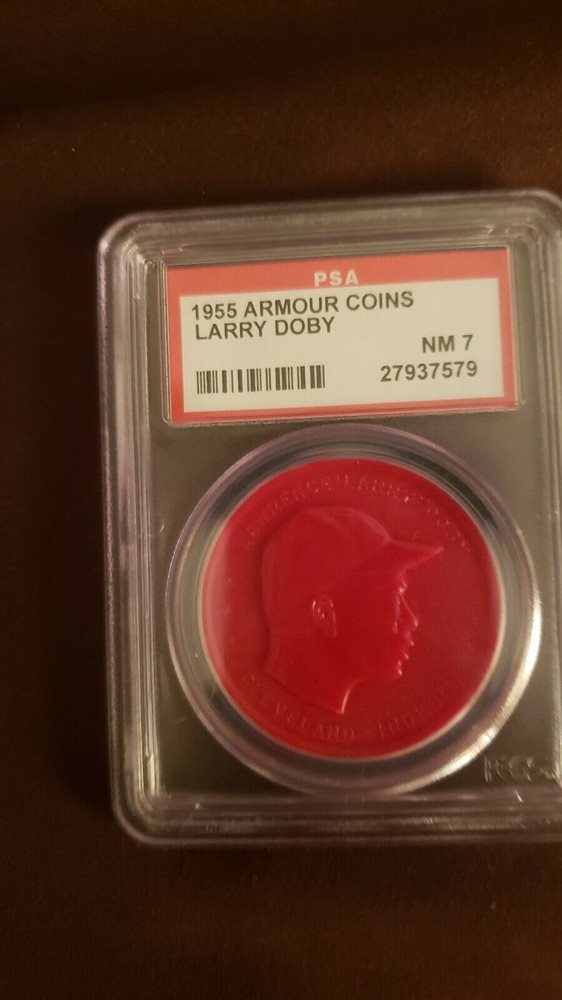 PSA
1955 ARMOUR COINS
LARRY DOBY
NM 7
27937579
CLEVELAND